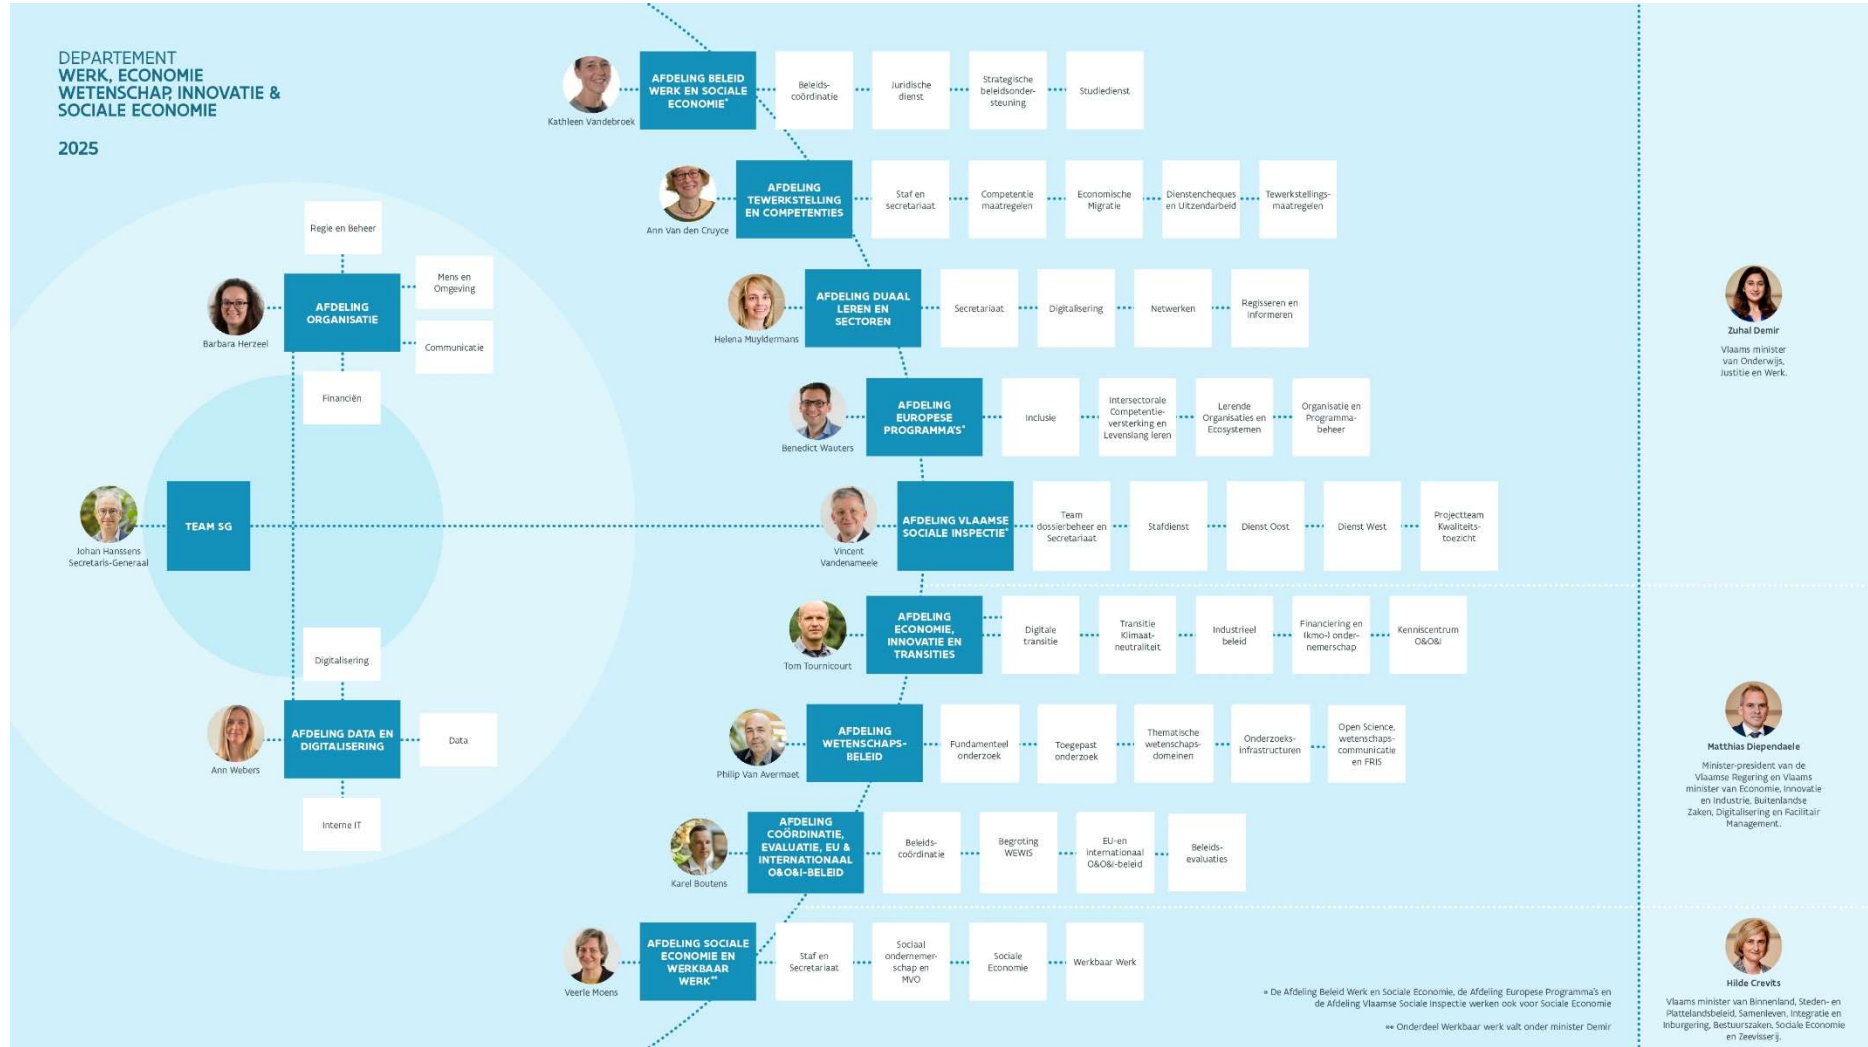 DEPARTEMENT
WERK, ECONOMIE
WETENSCHAP, INNOVATIE &
SOCIALE ECONOMIE
2025
Regie en Beheer
Mens en
Omgeving
AFDELING
ORGANISATIE
Barbara Herzeel
Communicatie
Financiën
TEAM SG
Johan Hanssens
Secretaris-Generaal
Digitalisering
AFDELING DATA EN
DIGITALISERING
Data
Ann Webers
Interne IT
AFDELING BELEID
WERK EN SOCIALE
ECONOMIE*
Kathleen Vandebroek
Beleids-
coördinatie
Juridische
dienst
Strategische
beleidsonder-
steuning
Studiedienst
AFDELING
TEWERKSTELLING
EN COMPETENTIES
Ann Van den Cruyce
Staf en
secretariaat
Competentie
maatregelen
Economische
Migratie
Dienstencheques
en Uitzendarbeid
Tewerkstellings-
maatregelen
AFDELING DUAAL
LEREN EN
SECTOREN
Helena Muyldermans
Secretariaat
Digitalisering
Netwerken
Regisseren en
Informeren
AFDELING
EUROPESE
PROGRAMMA'S*
Benedict Wauters
Inclusie
Intersectorale
Competentie-
versterking en
Levenslang leren
Lerende
Organisaties en
Ecosystemen
Organisatie en
Programma-
beheer
AFDELING VLAAMSE
SOCIALE INSPECTIE*
Vincent
Vandenameele
Team
dossierbeheer en
Secretariaat
Stafdienst
Dienst Oost
Dienst West
Projectteam
Kwaliteits-
toezicht
AFDELING
ECONOMIE,
INNOVATIE EN
TRANSITIES
Tom Tournicourt
Digitale
transitie
Transitie
Klimaat-
neutraliteit
Industrieel
beleid
Financiering en
(kmo-) onder-
nemerschap
Kenniscentrum
O&O&I
AFDELING
WETENSCHAPS-
BELEID
Philip Van Avermaet
Fundamenteel
onderzoek
Toegepast
onderzoek
Thematische
wetenschaps-
domeinen
Onderzoeks-
infrastructuren
Open Science,
wetenschaps-
communicatie
en FRIS
AFDELING
COÖRDINATIE,
EVALUATIE, EU &
INTERNATIONAAL
O&O&I-BELEID
Karel Boutens
Beleids-
coördinatie
Begroting
WEWIS
EU-en
internationaal
O&O&I-beleid
Beleids-
evaluaties
AFDELING SOCIALE
ECONOMIE EN
WERKBAAR
WERK**
Veerle Moens
Staf en
Secretariaat
Sociaal
ondernemer-
schap en
MVO
Sociale
Economie
Werkbaar Werk
* De Afdeling Beleid Werk en Sociale Economie, de Afdeling Europese Programma's en
de Afdeling Vlaamse Sociale Inspectie werken ook voor Sociale Economie
** Onderdeel Werkbaar werk valt onder minister Demir
Zuhal Demir
Vlaams minister
van Onderwijs,
Justitie en Werk.
Matthias Diependaele
Minister-president van de
Vlaamse Regering en Vlaams
minister van Economie, Innovatie
en Industrie, Buitenlandse
Zaken, Digitalisering en Facilitair
Management.
Hilde Crevits
Vlaams minister van Binnenland, Steden- en
Plattelandsbeleid, Samenleven, Integratie en
Inburgering, Bestuurszaken, Sociale Economie
en Zeevisserij.